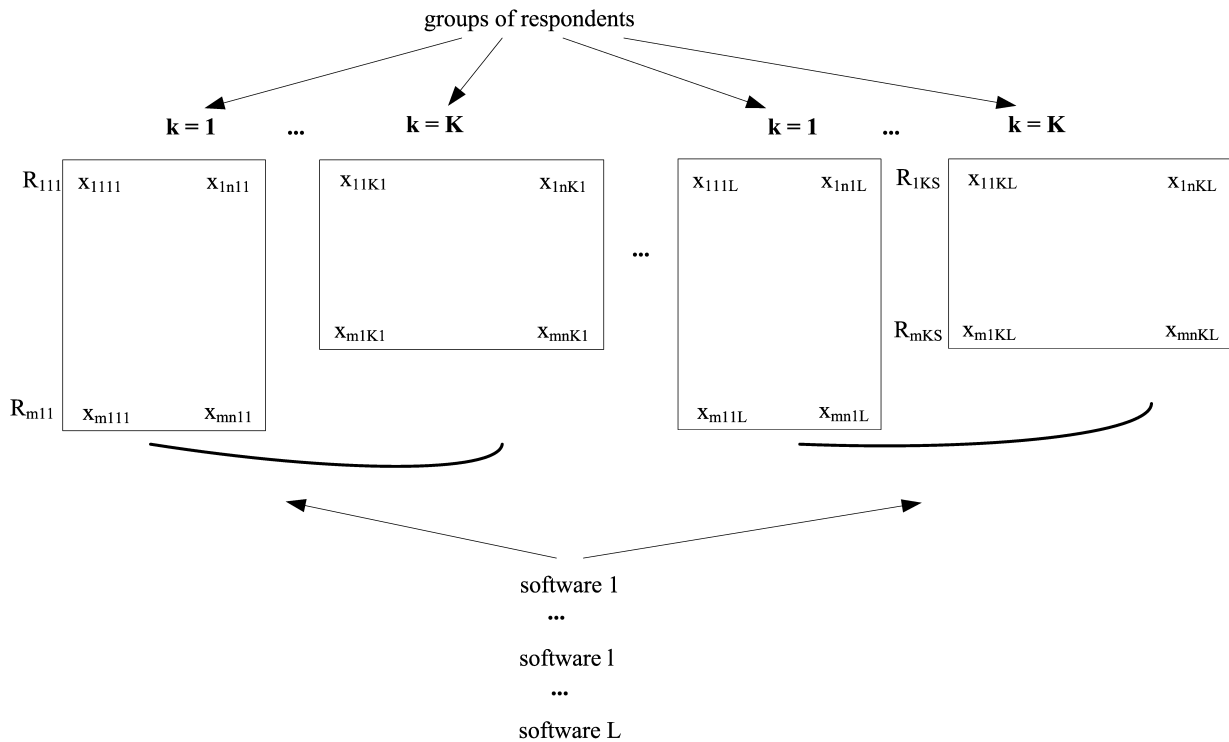 groups of respondents
k = 1 ... k = K k = 1 ... k = K
R111 x1111 x1n11 x11K1 x1nK1 x111L x1n1L R1KS x11KL x1nKL
...
xm1K1 xmnK1 RmKS xm1KL xmnKL
Rm11 xm111 xmn11 xm11L xmn1L
software 1
...
software l
...
software L